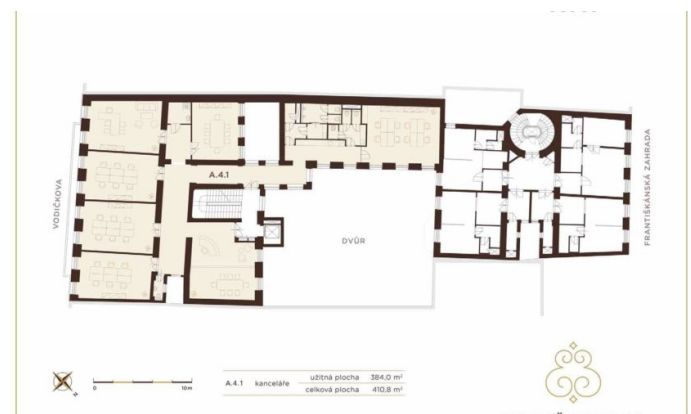 VODIČKOVA
A.4.1
DVŮR
FRANTIŠKÁNSKÁ ZAHRADA
0 10 m
A.4.1 kanceláře užitná plocha 384,0 m²
celková plocha 410,8 m²